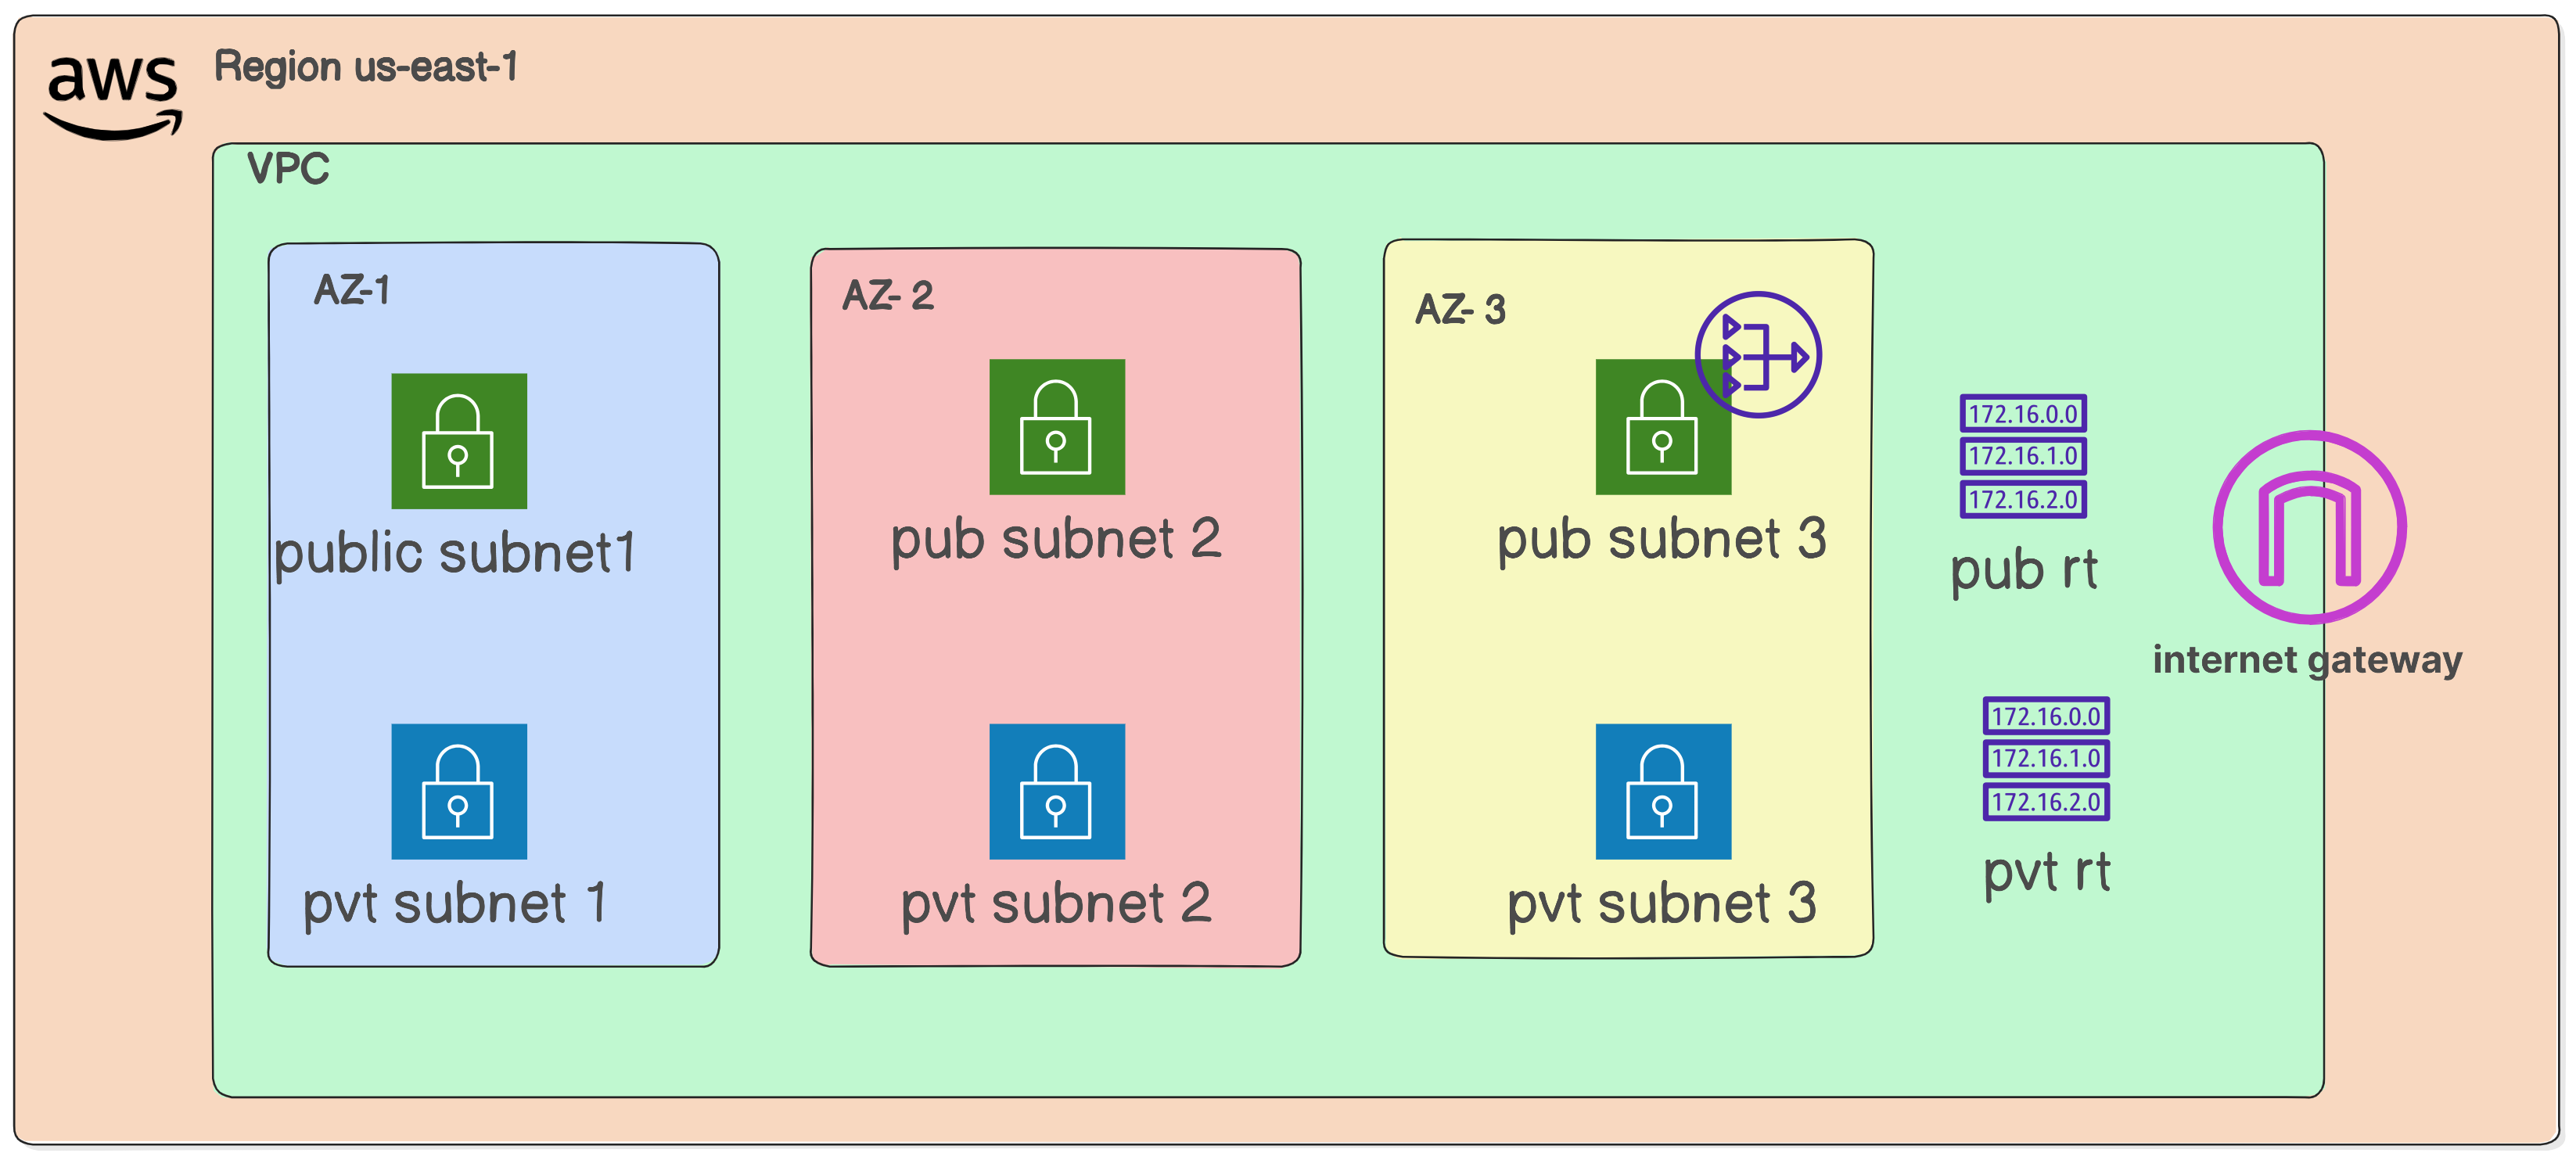 aws
Region us-east-1
VPC
AZ-1
public subnet1
pvt subnet 1
AZ- 2
pub subnet 2
pvt subnet 2
AZ- 3
pub subnet 3
pvt subnet 3
172.16.0.0
172.16.1.0
172.16.2.0
pub rt
internet gateway
172.16.0.0
172.16.1.0
172.16.2.0
pvt rt